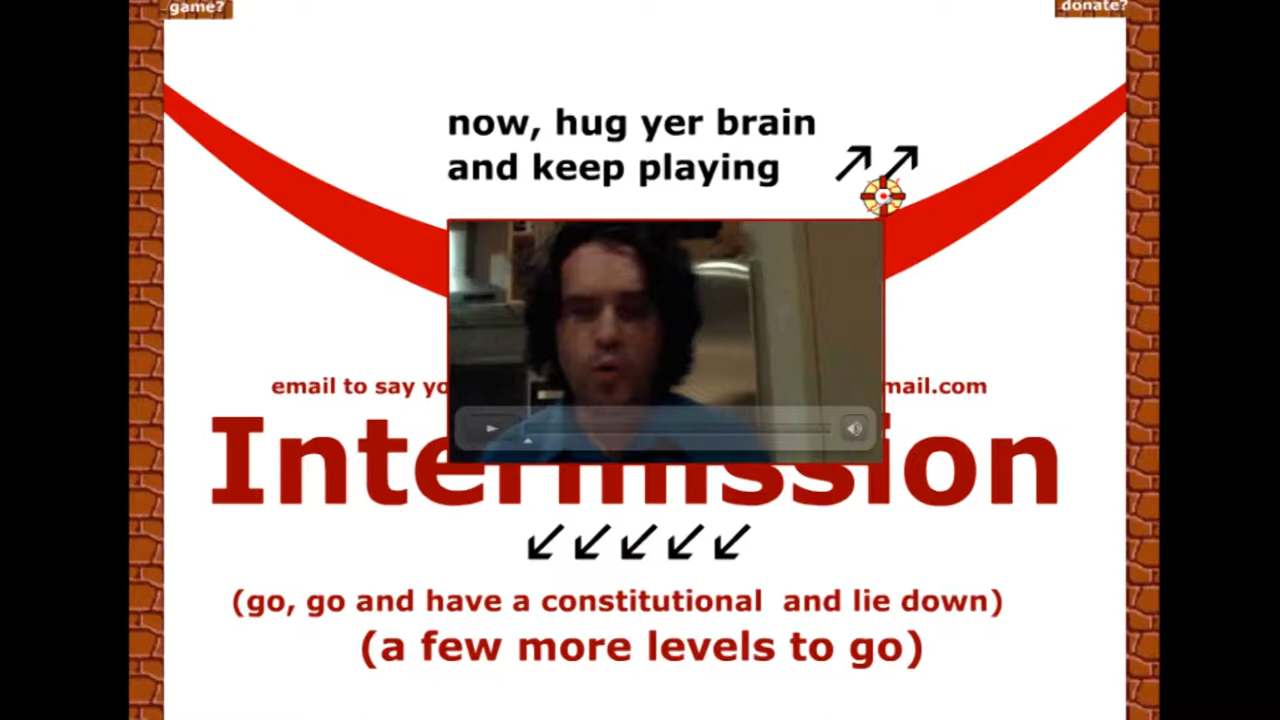 game?
donate?
now, hug yer brain
and keep playing
email to say yo mail.com
Intermission
(go, go and have a constitutional and lie down)
(a few more levels to go)